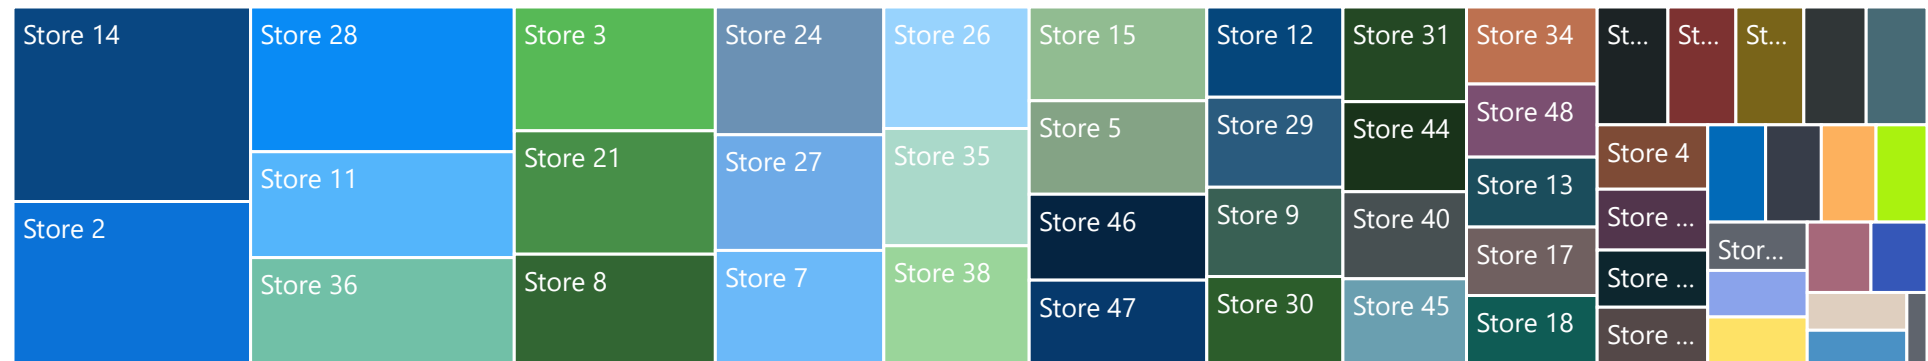 Store 14
Store 2
Store 28
Store 11
Store 36
Store 3
Store 21
Store 8
Store 24
Store 27
Store 7
Store 26
Store 35
Store 38
Store 15
Store 5
Store 46
Store 47
Store 12
Store 29
Store 9
Store 30
Store 31
Store 44
Store 40
Store 45
Store 34
Store 48
Store 13
Store 17
Store 18
St...
St...
St...
Store 4
Store ...
Store ...
Store ...
Stor...